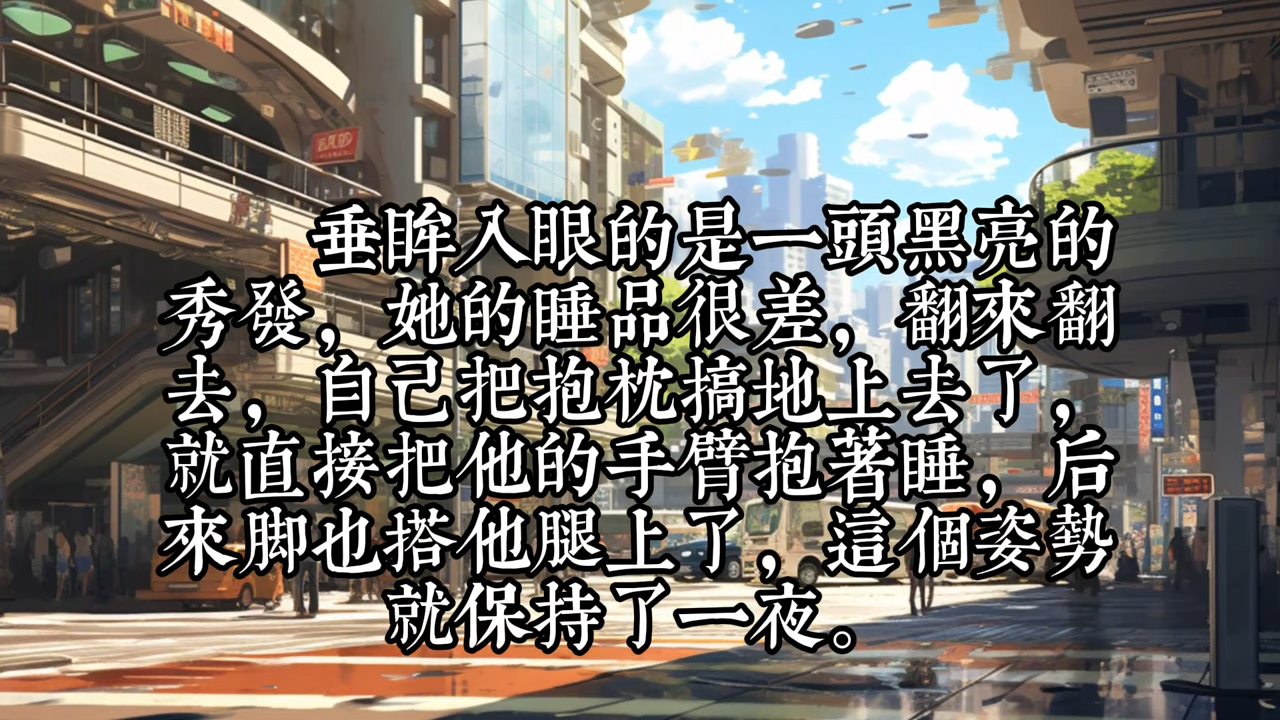 垂眸入眼的是一頭黑亮的
秀發，她的睡品很差，翻來翻
去，自己把抱枕搞地上去了，
就直接把他的手臂抱著睡，后
來脚也搭他腿上了，這個姿勢
就保持了一夜。